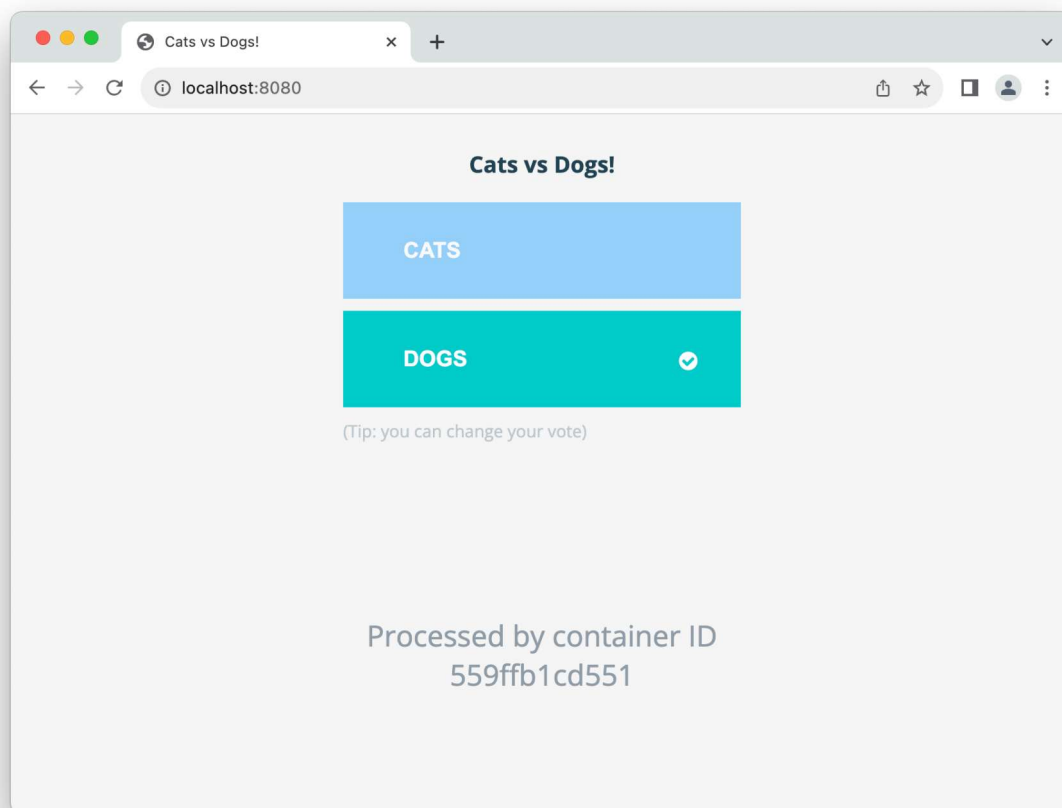 Cats vs Dogs!
localhost:8080
Cats vs Dogs!
CATS
DOGS
(Tip: you can change your vote)
Processed by container ID
559ffb1cd551